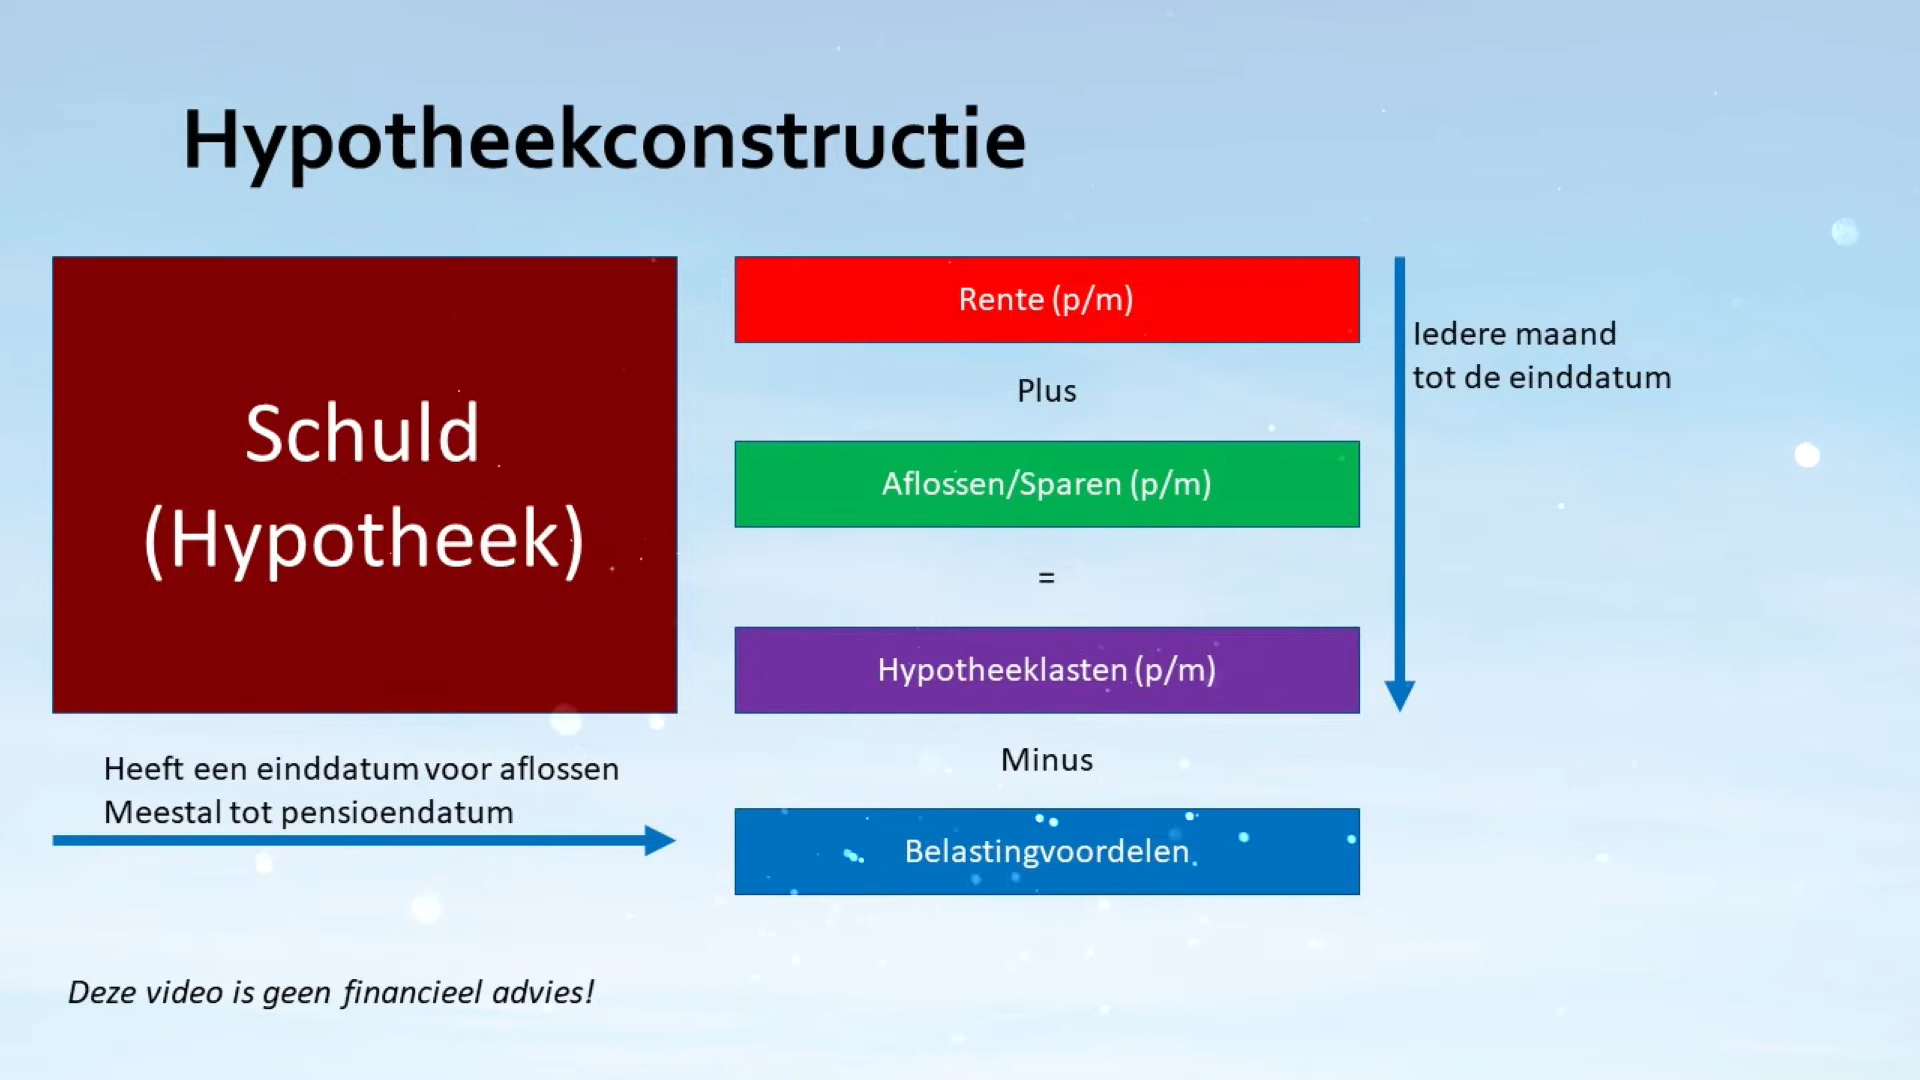 Hypotheekconstructie
Schuld
(Hypotheek)
Heeft een einddatum voor aflossen
Meestal tot pensioendatum
Rente (p/m)
Plus
Aflossen/Sparen (p/m)
=
Hypotheeklasten (p/m)
Minus
Belastingvoordelen
Iedere maand
tot de einddatum
Deze video is geen financieel advies!